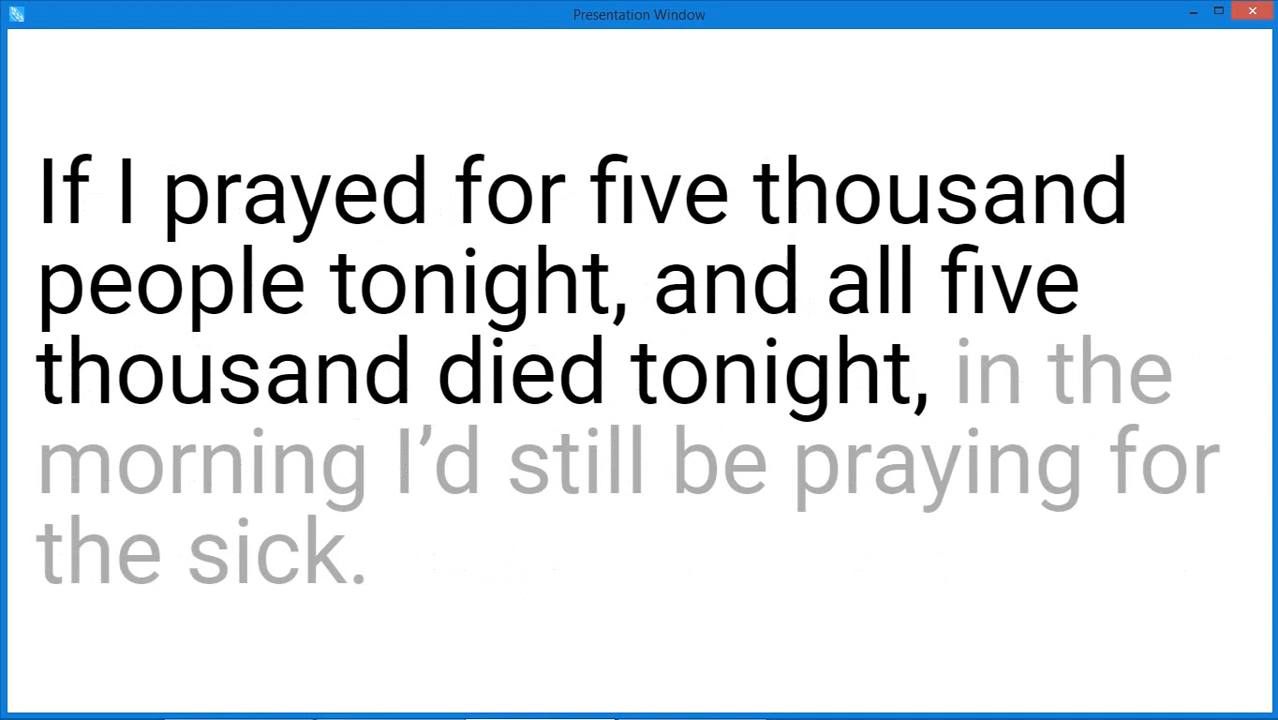 Presentation Window
If I prayed for five thousand
people tonight, and all five
thousand died tonight, in the
morning I’d still be praying for
the sick.